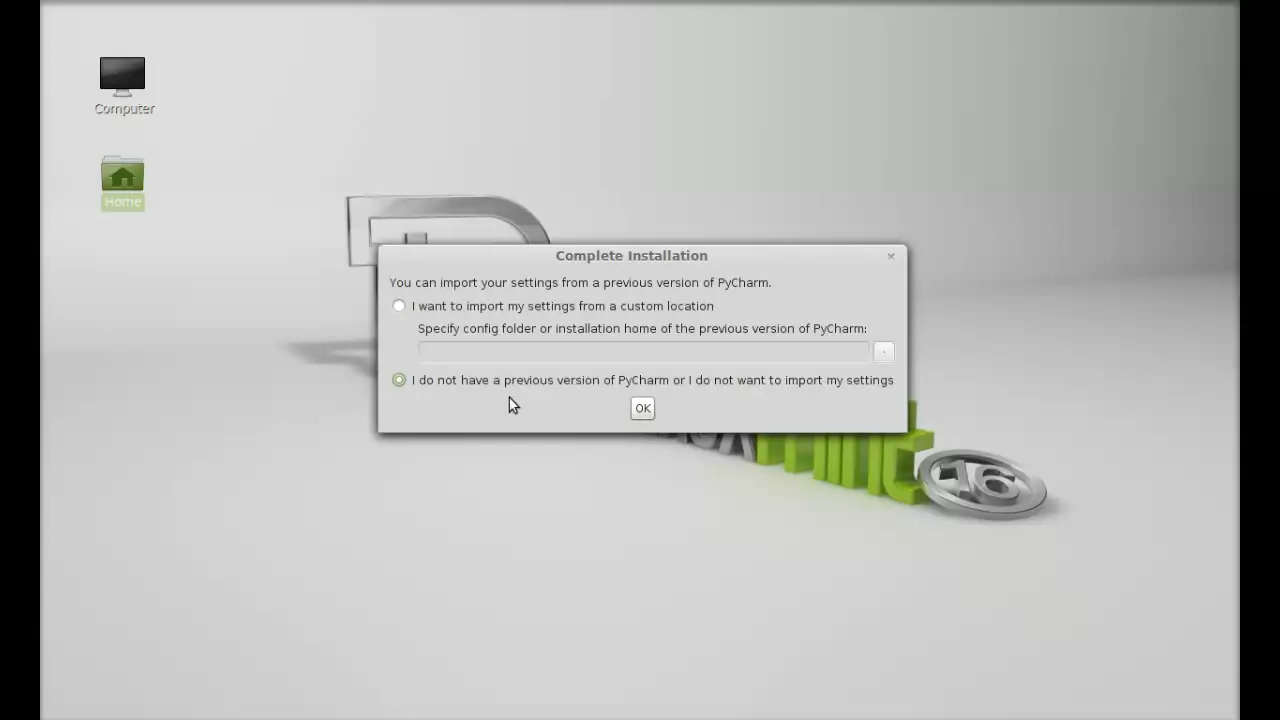 Computer
Home
Complete Installation
You can import your settings from a previous version of PyCharm.
I want to import my settings from a custom location
Specify config folder or installation home of the previous version of PyCharm:
I do not have a previous version of PyCharm or I do not want to import my settings
OK
mint
16